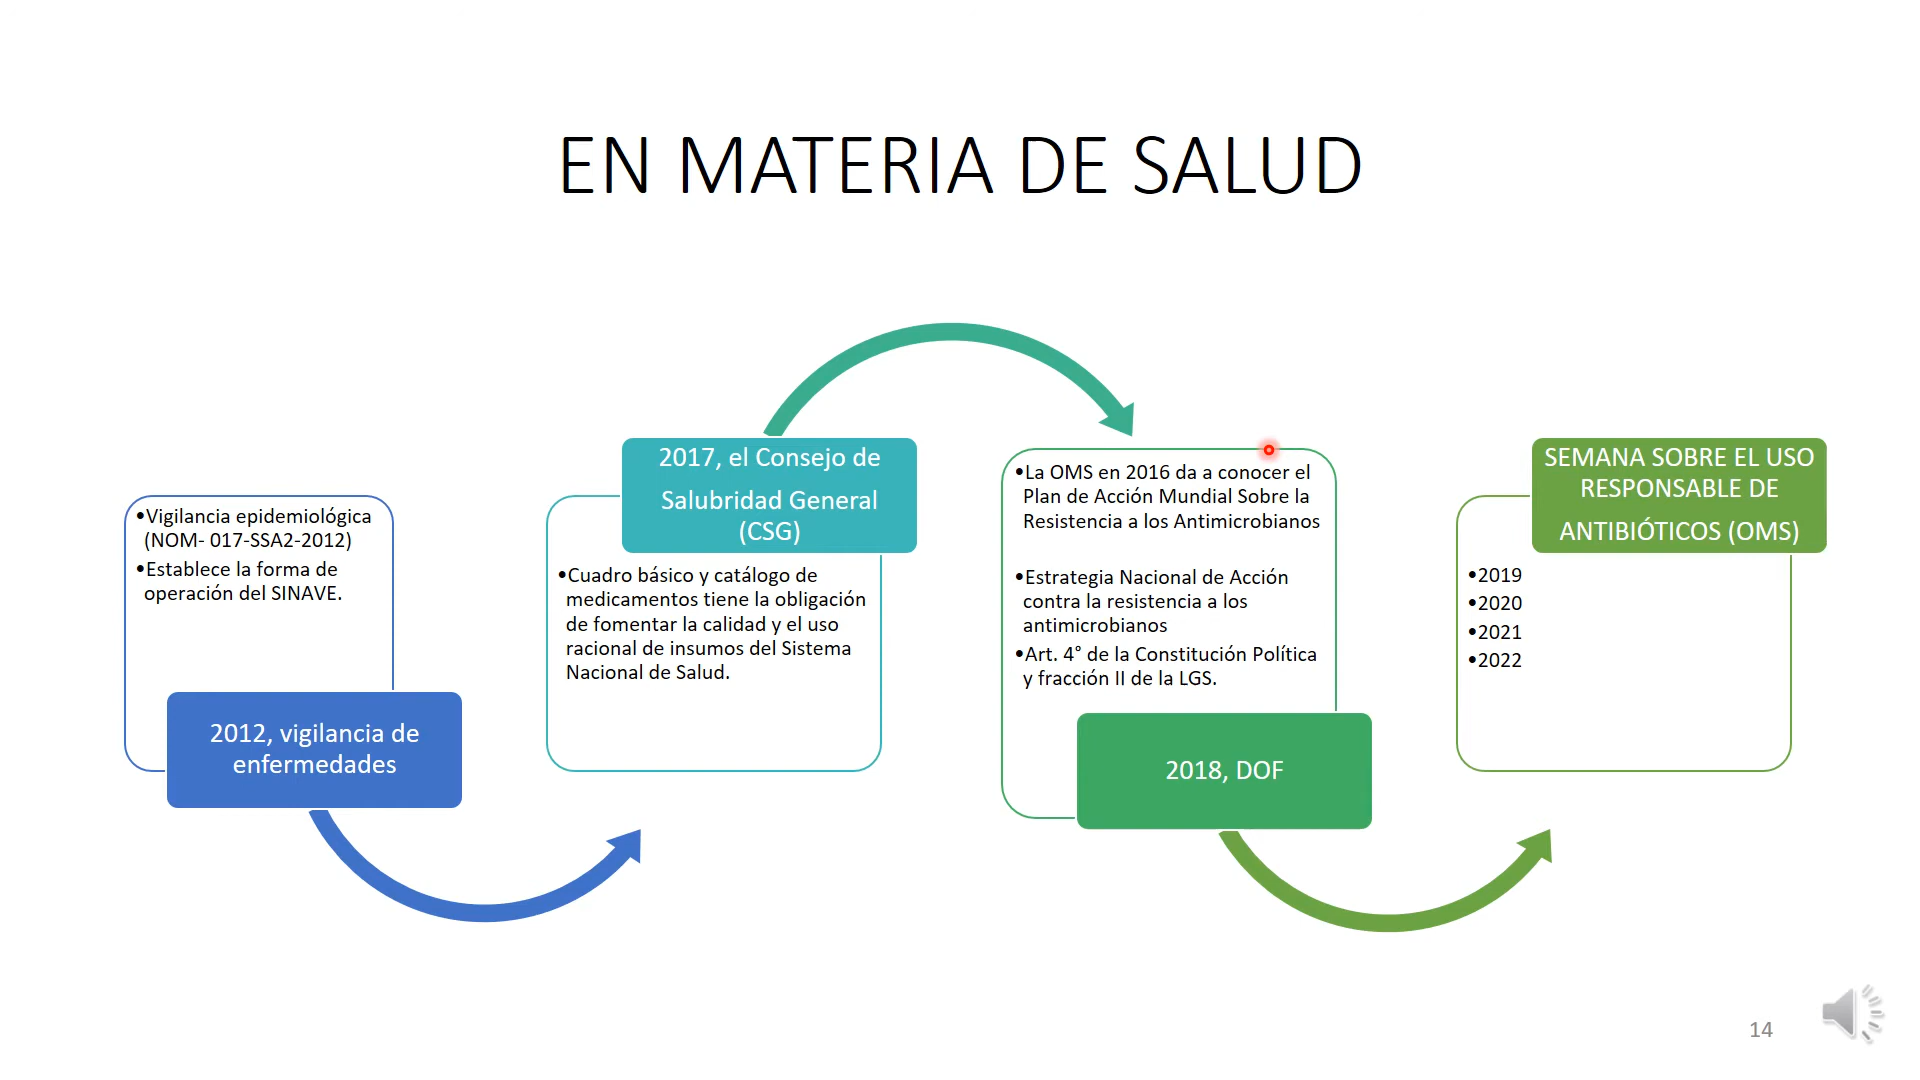 EN MATERIA DE SALUD
•Vigilancia epidemiológica
(NOM- 017-SSA2-2012)
•Establece la forma de
operación del SINAVE.
2012, vigilancia de
enfermedades
2017, el Consejo de
Salubridad General
(CSG)
•Cuadro básico y catálogo de
medicamentos tiene la obligación
de fomentar la calidad y el uso
racional de insumos del Sistema
Nacional de Salud.
•La OMS en 2016 da a conocer el
Plan de Acción Mundial Sobre la
Resistencia a los Antimicrobianos
•Estrategia Nacional de Acción
contra la resistencia a los
antimicrobianos
•Art. 4° de la Constitución Política
y fracción II de la LGS.
2018, DOF
SEMANA SOBRE EL USO
RESPONSABLE DE
ANTIBIÓTICOS (OMS)
•2019
•2020
•2021
•2022
14